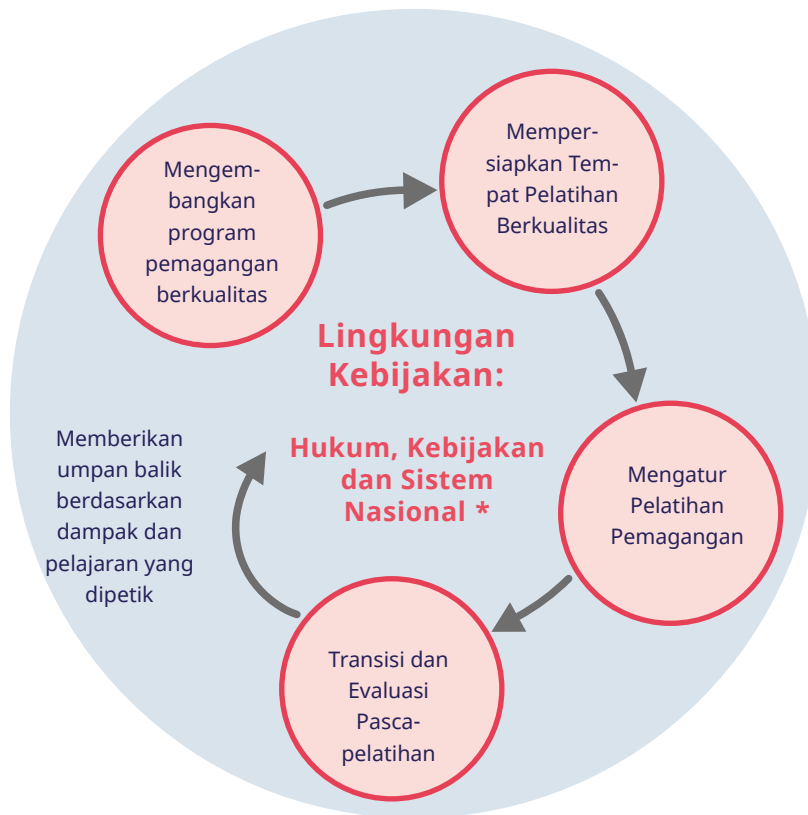 Mengem-
bangkan
program
pemagangan
berkualitas
Memper-
siapkan Tem-
pat Pelatihan
Berkualitas
Lingkungan
Kebijakan:
Hukum, Kebijakan
dan Sistem
Nasional *
Mengatur
Pelatihan
Pemagangan
Transisi dan
Evaluasi
Pasca-
pelatihan
Memberikan
umpan balik
berdasarkan
dampak dan
pelajaran yang
dipetik